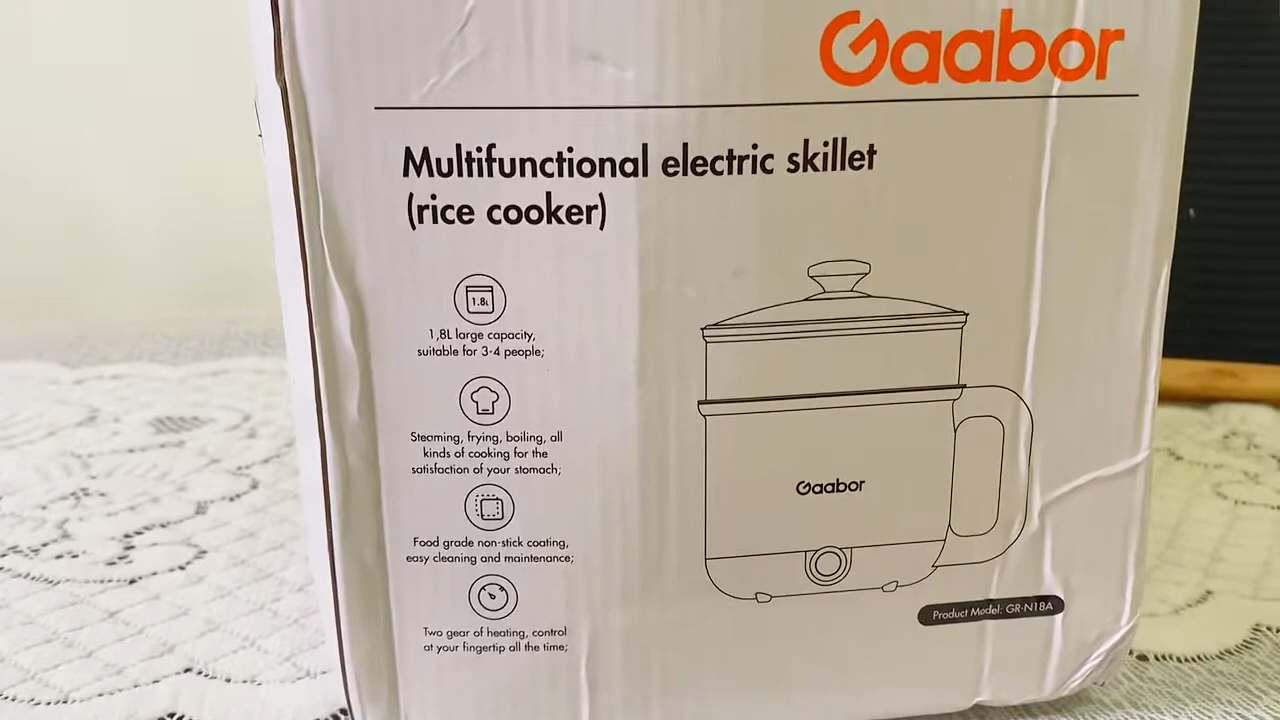 Gaabor
Multifunctional electric skillet
(rice cooker)
1.8L
1,8L large capacity,
suitable for 3-4 people;
Steaming, frying, boiling, all
kinds of cooking for the
satisfaction of your stomach;
Food grade non-stick coating,
easy cleaning and maintenance;
Two gear of heating, control
at your fingertip all the time;
Gaabor
Product Model: GR-N18A